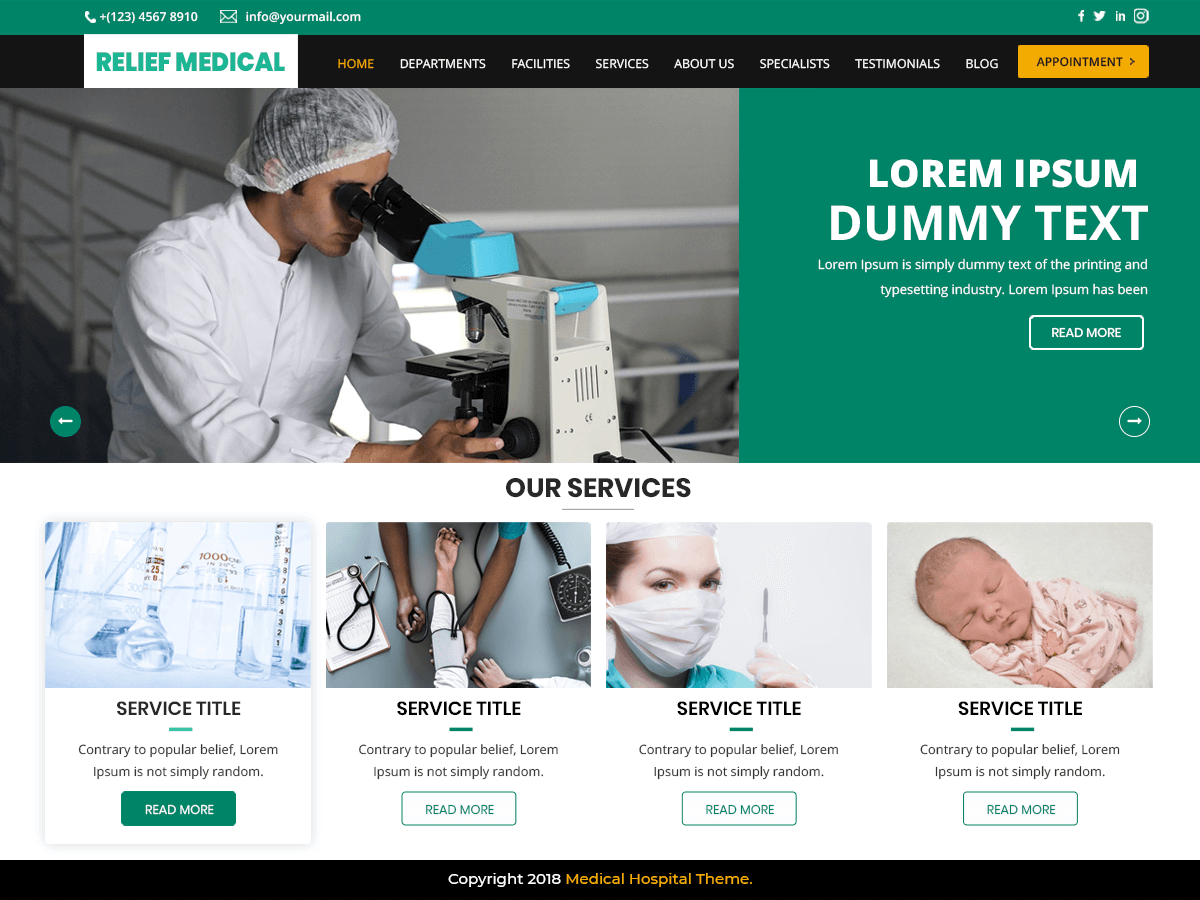 +(123) 4567 8910 info@yourmail.com
RELIEF MEDICAL
HOME DEPARTMENTS FACILITIES SERVICES ABOUT US SPECIALISTS TESTIMONIALS BLOG APPOINTMENT >
LOREM IPSUM
DUMMY TEXT
Lorem Ipsum is simply dummy text of the printing and
typesetting industry. Lorem Ipsum has been
READ MORE
OUR SERVICES
SERVICE TITLE
Contrary to popular belief, Lorem
Ipsum is not simply random.
READ MORE
SERVICE TITLE
Contrary to popular belief, Lorem
Ipsum is not simply random.
READ MORE
SERVICE TITLE
Contrary to popular belief, Lorem
Ipsum is not simply random.
READ MORE
SERVICE TITLE
Contrary to popular belief, Lorem
Ipsum is not simply random.
READ MORE
Copyright 2018 Medical Hospital Theme.